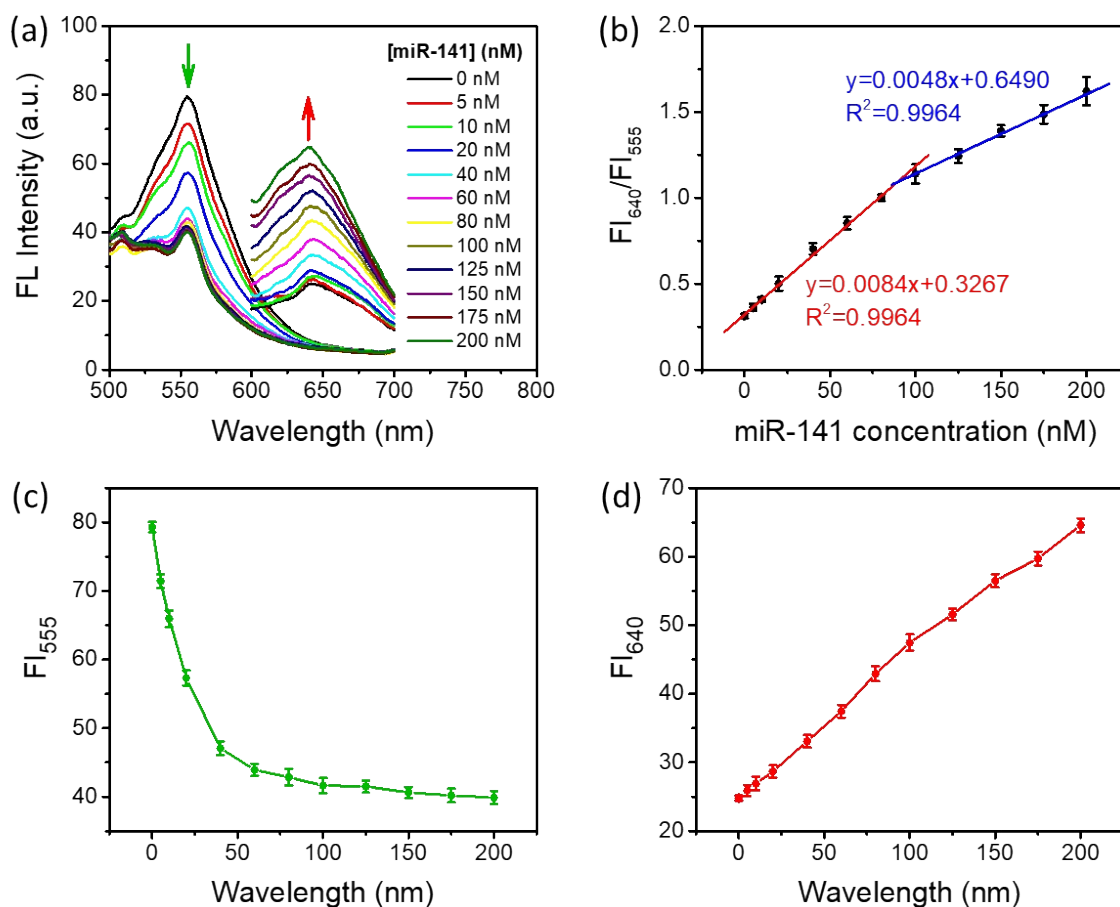 (a)
100
80
60
40
20
0
FL Intensity (a.u.)
500 550 600 650 700 750 800
Wavelength (nm)
[miR-141] (nM)
0 nM
5 nM
10 nM
20 nM
40 nM
60 nM
80 nM
100 nM
125 nM
150 nM
175 nM
200 nM
(b)
2.0
1.5
1.0
0.5
0.0
FI640/FI555
y=0.0048x+0.6490
R2=0.9964
y=0.0084x+0.3267
R2=0.9964
0 50 100 150 200
miR-141 concentration (nM)
(c)
80
70
60
50
40
FI555
0 50 100 150 200
Wavelength (nm)
(d)
70
60
50
40
30
20
FI640
0 50 100 150 200
Wavelength (nm)